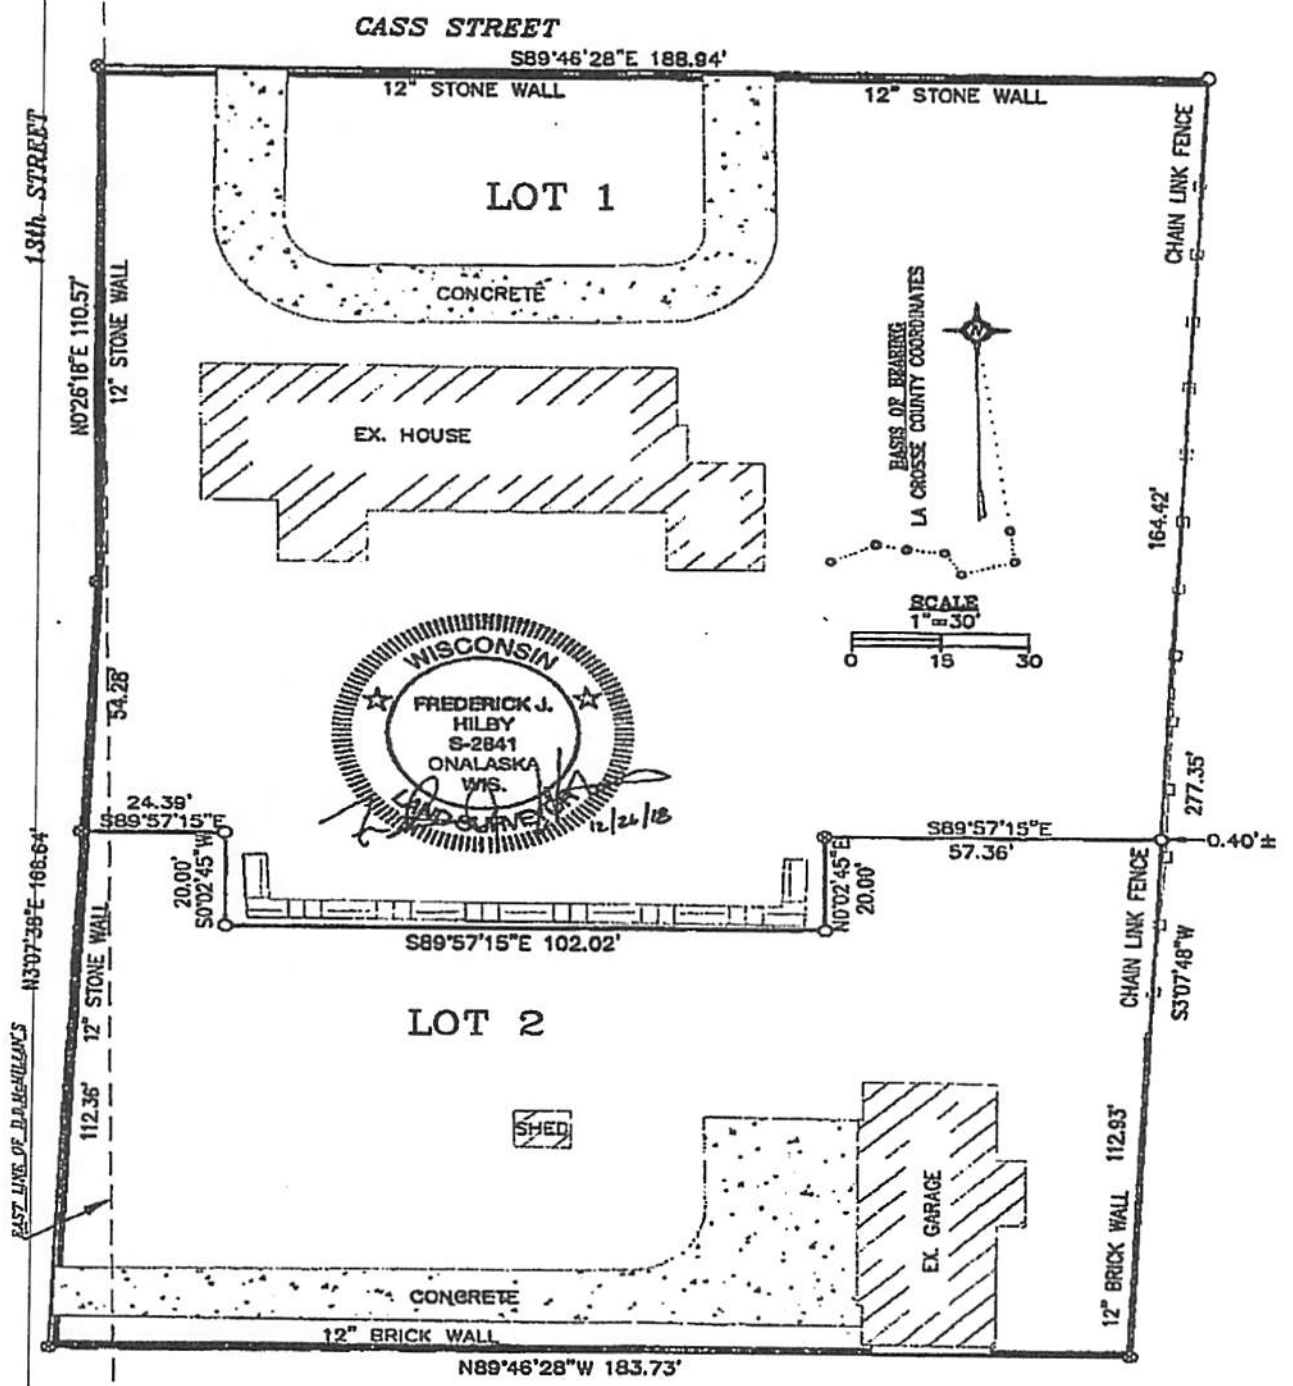 CASS STREET
S89°46'28"E 188.94'
12" STONE WALL
12" STONE WALL
13th STREET
N0°26'18"E 110.57'
12" STONE WALL
LOT 1
CONCRETE
CHAIN LINK FENCE
EX. HOUSE
BASIS OF BEARING
LA CROSSE COUNTY COORDINATES
N
SCALE
1"=30'
0 15 30
164.42'
277.35'
54.28'
WISCONSIN
FREDERICK J.
HILBY
S-2841
ONALASKA
WIS.
LAND SURVEYOR
12/26/18
24.39'
S89°57'15"E
20.00'
S0°02'45"W
S89°57'15"E 102.02'
N0°02'45"E
20.00'
S89°57'15"E
57.36'
0.40'±
CHAIN LINK FENCE
S3°07'48"W
N3°07'38"E 166.64'
12" STONE WALL
112.36'
LOT 2
EAST LINE OF D.D. McMILLAN'S
SHED
EX. GARAGE
12" BRICK WALL 112.93'
CONCRETE
12" BRICK WALL
N89°46'28"W 183.73'